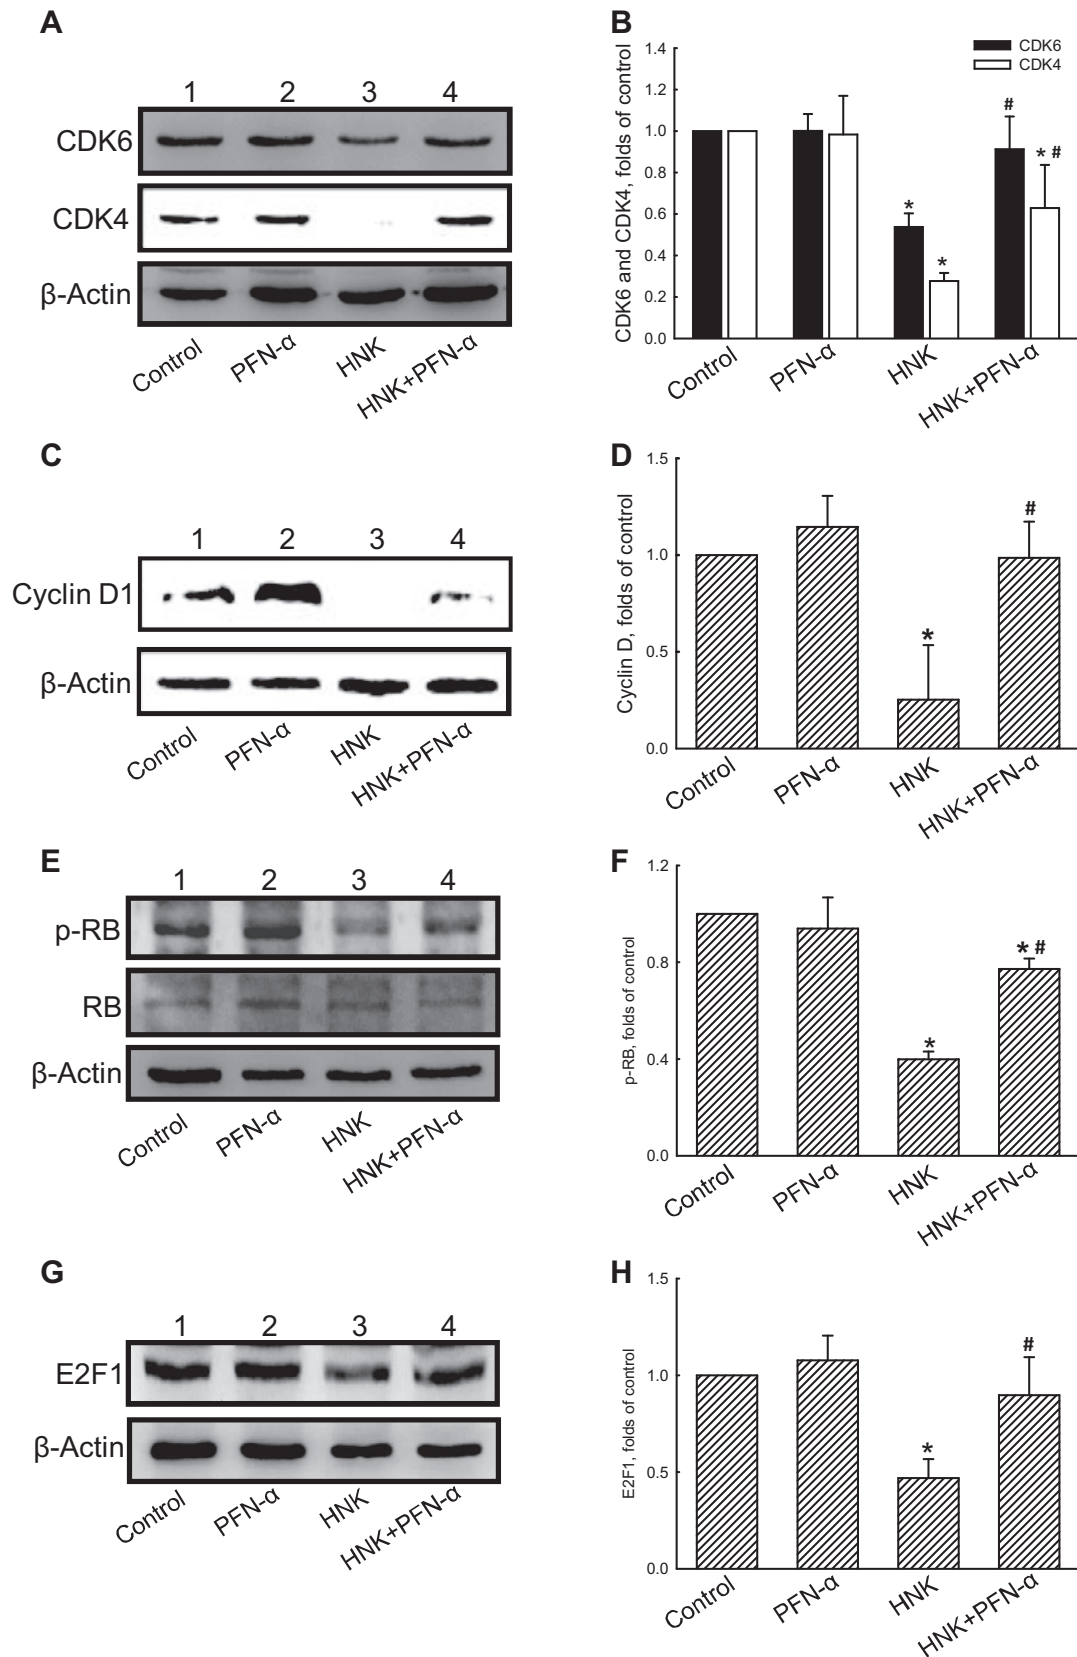 A
1 2 3 4
CDK6
CDK4
β-Actin
Control PFN-α HNK HNK+PFN-α
B
CDK6 and CDK4, folds of control
1.4
1.2
1.0
0.8
0.6
0.4
0.2
0.0
CDK6
CDK4
*
*
#
* #
Control PFN-α HNK HNK+PFN-α
C
1 2 3 4
Cyclin D1
β-Actin
Control PFN-α HNK HNK+PFN-α
D
Cyclin D, folds of control
1.5
1.0
0.5
0.0
*
#
Control PFN-α HNK HNK+PFN-α
E
1 2 3 4
p-RB
RB
β-Actin
Control PFN-α HNK HNK+PFN-α
F
p-RB, folds of control
1.2
0.8
0.4
0.0
*
* #
Control PFN-α HNK HNK+PFN-α
G
1 2 3 4
E2F1
β-Actin
Control PFN-α HNK HNK+PFN-α
H
E2F1, folds of control
1.5
1.0
0.5
0.0
*
#
Control PFN-α HNK HNK+PFN-α